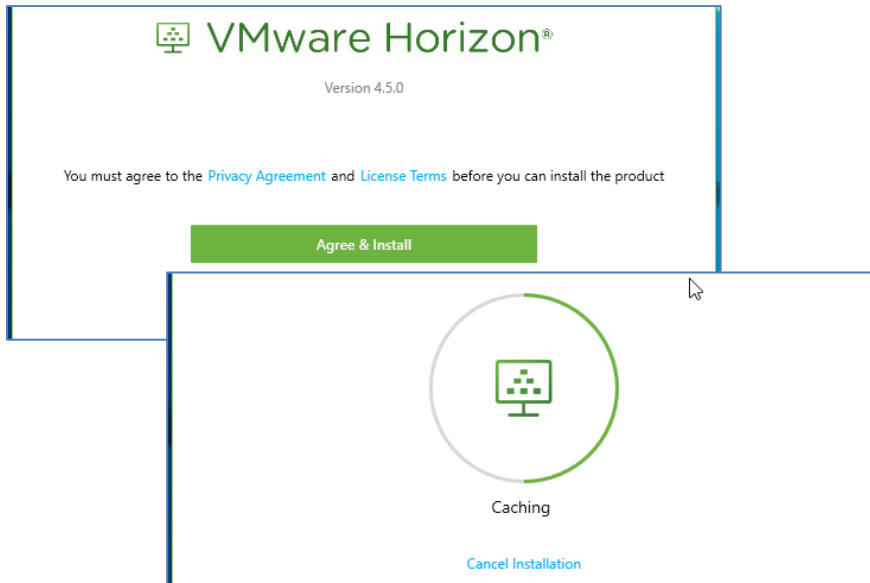 VMware Horizon®
Version 4.5.0
You must agree to the Privacy Agreement and License Terms before you can install the product
Agree & Install
Caching
Cancel Installation